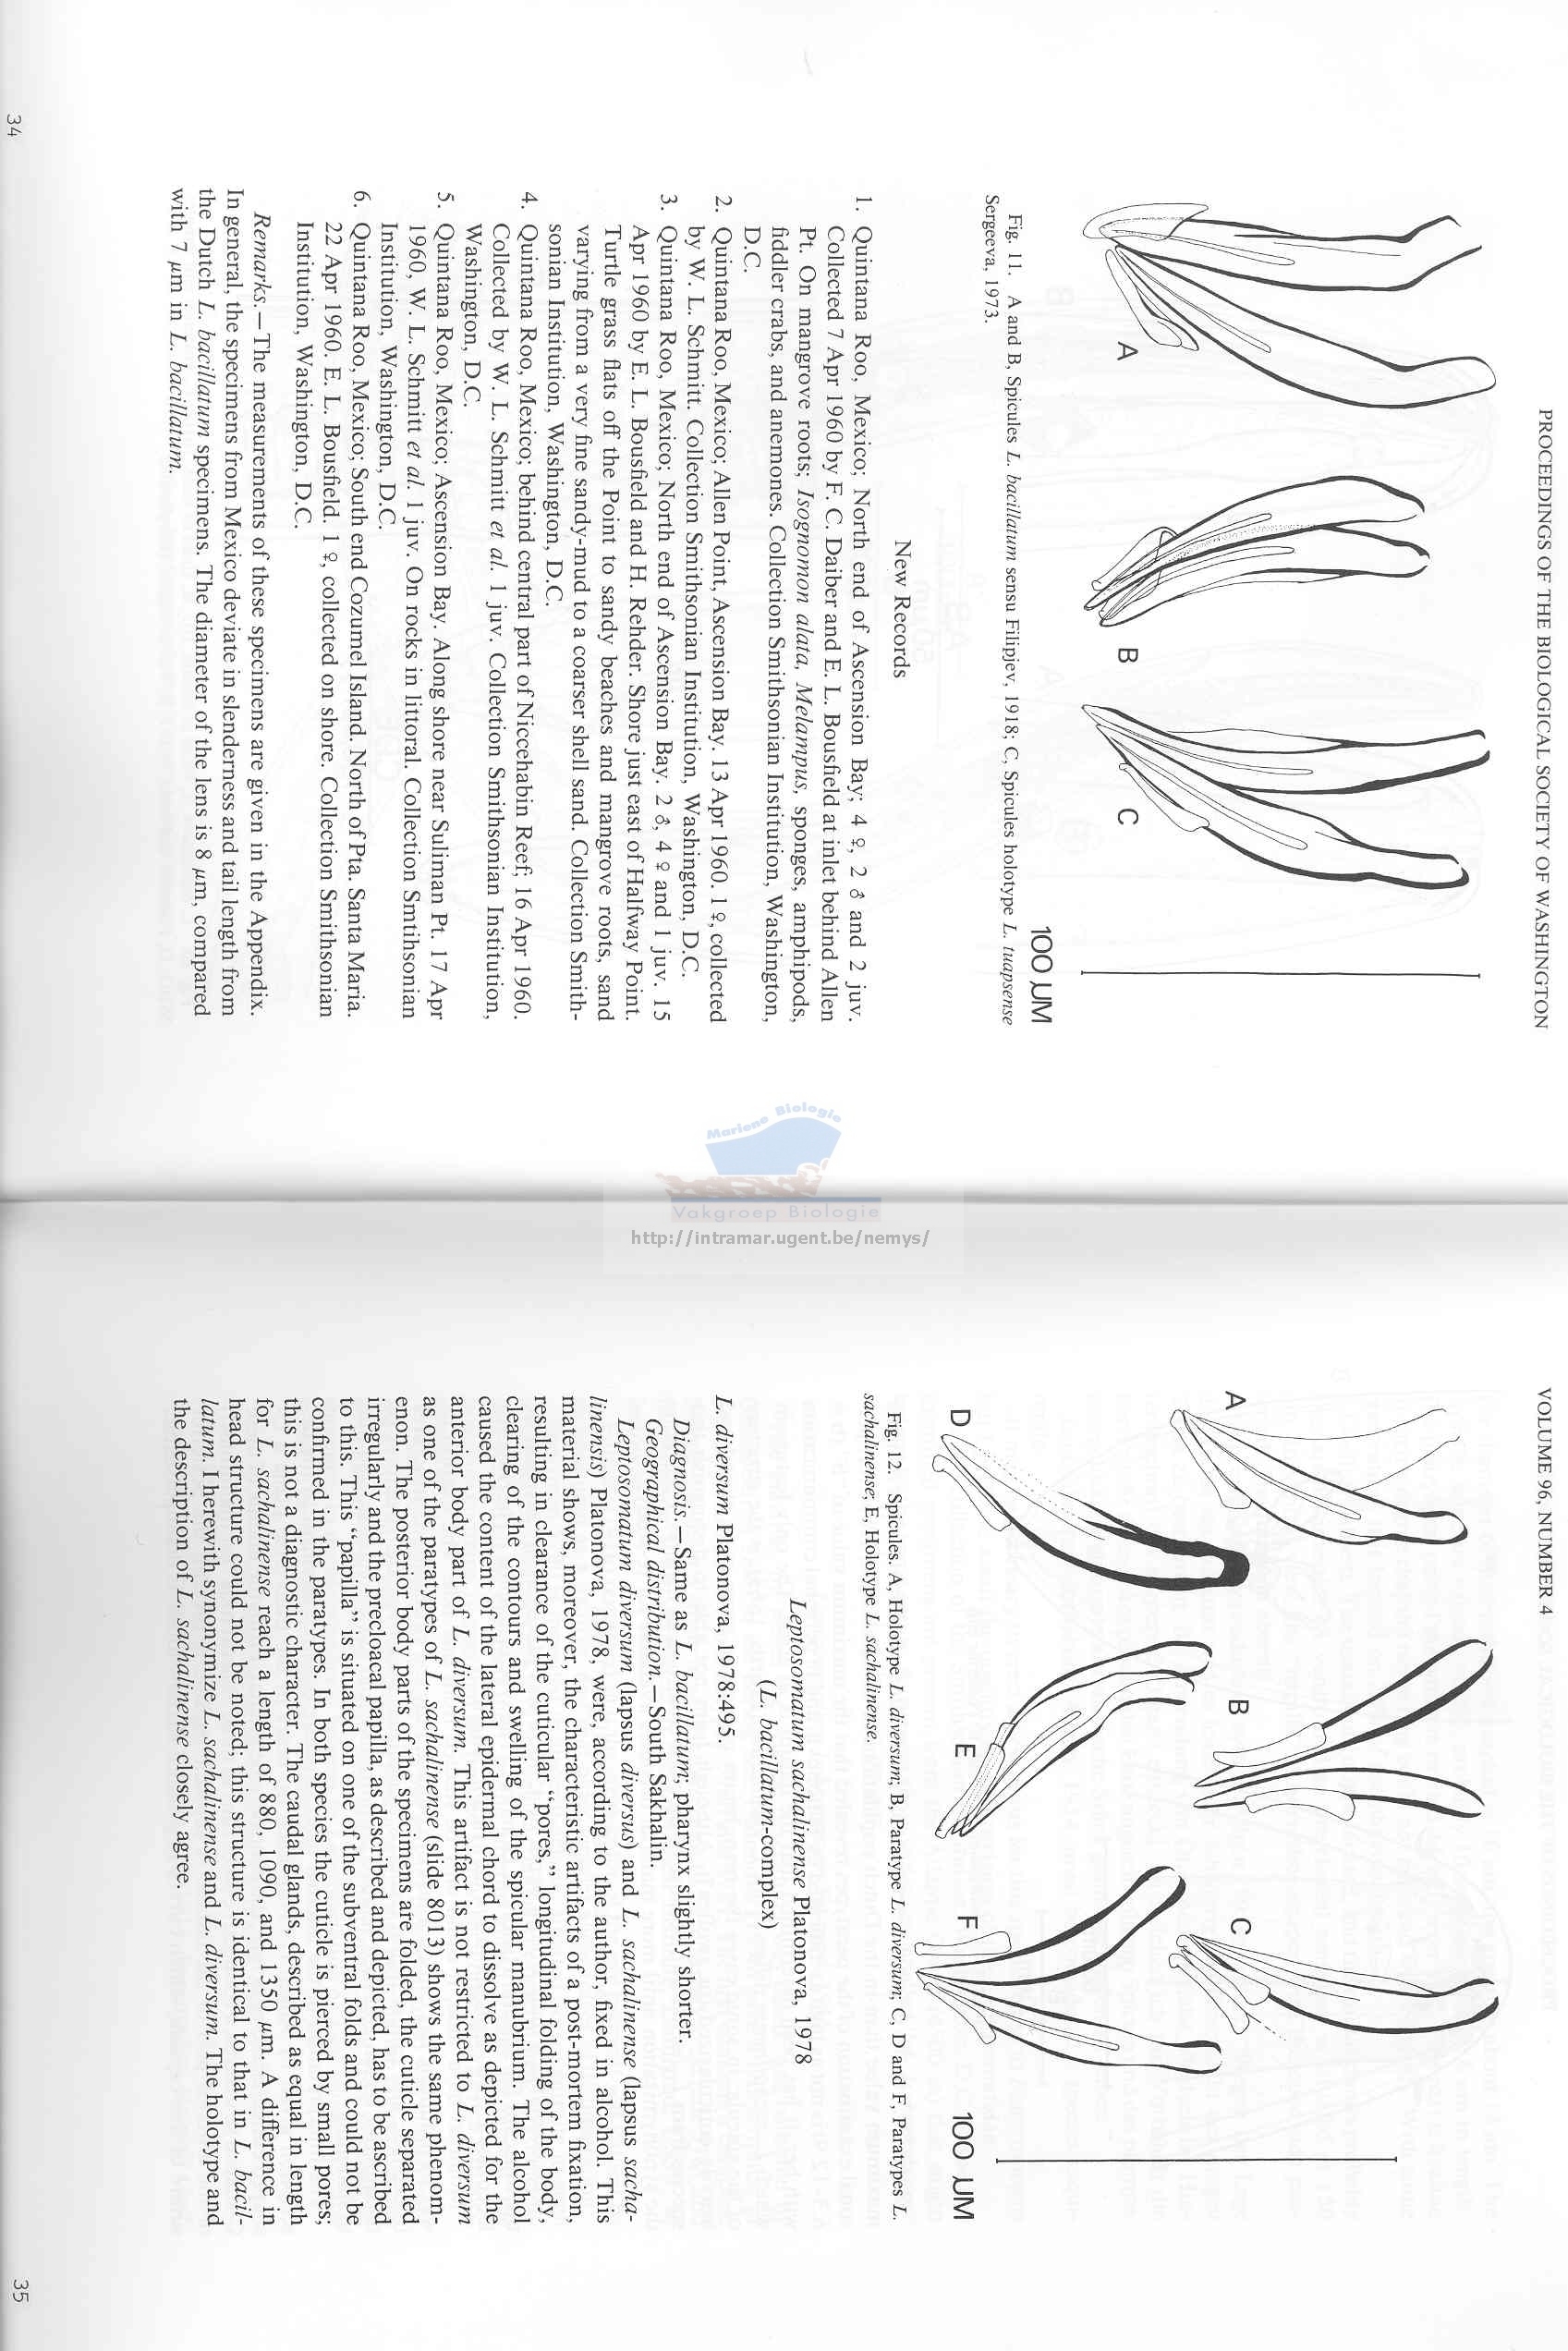 PROCEEDINGS OF THE BIOLOGICAL SOCIETY OF WASHINGTON
A
B
C
100 µM
Fig. 11. A and B, Spicules L. bacillatum sensu Filipjev, 1918; C, Spicules holotype L. tuapsense
Sergeeva, 1973.
New Records
1. Quintana Roo, Mexico; North end of Ascension Bay; 4 ♀, 2 ♂ and 2 juv.
Collected 7 Apr 1960 by F. C. Daiber and E. L. Bousfield at inlet behind Allen
Pt. On mangrove roots; Isognomon alata, Melampus, sponges, amphipods,
fiddler crabs, and anemones. Collection Smithsonian Institution, Washington,
D.C.
2. Quintana Roo, Mexico; Allen Point, Ascension Bay. 13 Apr 1960. 1 ♀, collected
by W. L. Schmitt. Collection Smithsonian Institution, Washington, D.C.
3. Quintana Roo, Mexico; North end of Ascension Bay. 2 ♂, 4 ♀ and 1 juv. 15
Apr 1960 by E. L. Bousfield and H. Rehder. Shore just east of Halfway Point.
Turtle grass flats off the Point to sandy beaches and mangrove roots, sand
varying from a very fine sandy-mud to a coarser shell sand. Collection Smith-
sonian Institution, Washington, D.C.
4. Quintana Roo, Mexico; behind central part of Niccehabin Reef; 16 Apr 1960.
Collected by W. L. Schmitt et al. 1 juv. Collection Smithsonian Institution,
Washington, D.C.
5. Quintana Roo, Mexico; Ascension Bay. Along shore near Suliman Pt. 17 Apr
1960, W. L. Schmitt et al. 1 juv. On rocks in littoral. Collection Smtihsonian
Institution, Washington, D.C.
6. Quintana Roo, Mexico; South end Cozumel Island. North of Pta. Santa Maria.
22 Apr 1960. E. L. Bousfield. 1 ♀, collected on shore. Collection Smithsonian
Institution, Washington, D.C.
Remarks.—The measurements of these specimens are given in the Appendix.
In general, the specimens from Mexico deviate in slenderness and tail length from
the Dutch L. bacillatum specimens. The diameter of the lens is 8 µm, compared
with 7 µm in L. bacillatum.
34
Mariene Biologie
Vakgroep Biologie
http://intramar.ugent.be/nemys/
VOLUME 96, NUMBER 4
A
B
C
D
E
F
100 µM
Fig. 12. Spicules. A, Holotype L. diversum; B, Paratype L. diversum; C, D and F, Paratypes L.
sachalinense; E, Holotype L. sachalinense.
Leptosomatum sachalinense Platonova, 1978
(L. bacillatum-complex)
L. diversum Platonova, 1978:495.
Diagnosis.—Same as L. bacillatum; pharynx slightly shorter.
Geographical distribution.—South Sakhalin.
Leptosomatum diversum (lapsus diversus) and L. sachalinense (lapsus sacha-
linensis) Platonova, 1978, were, according to the author, fixed in alcohol. This
material shows, moreover, the characteristic artifacts of a post-mortem fixation,
resulting in clearance of the cuticular “pores,” longitudinal folding of the body,
clearing of the contours and swelling of the spicular manubrium. The alcohol
caused the content of the lateral epidermal chord to dissolve as depicted for the
anterior body part of L. diversum. This artifact is not restricted to L. diversum
as one of the paratypes of L. sachalinense (slide 8013) shows the same phenom-
enon. The posterior body parts of the specimens are folded, the cuticle separated
irregularly and the precloacal papilla, as described and depicted, has to be ascribed
to this. This “papilla” is situated on one of the subventral folds and could not be
confirmed in the paratypes. In both species the cuticle is pierced by small pores;
this is not a diagnostic character. The caudal glands, described as equal in length
for L. sachalinense reach a length of 880, 1090, and 1350 µm. A difference in
head structure could not be noted; this structure is identical to that in L. bacil-
latum. I herewith synonymize L. sachalinense and L. diversum. The holotype and
the description of L. sachalinense closely agree.
35